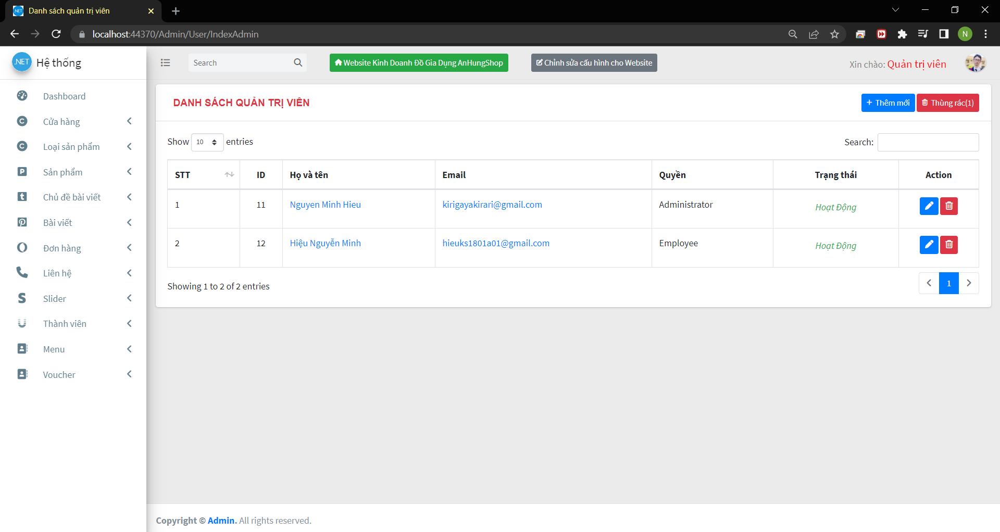 Danh sách quản trị viên
localhost:44370/Admin/User/IndexAdmin
N
.NET Hệ thống
Search
Website Kinh Doanh Đồ Gia Dụng AnHungShop
Chỉnh sửa cấu hình cho Website
Xin chào: Quản trị viên
Dashboard
Cửa hàng
Loại sản phẩm
Sản phẩm
Chủ đề bài viết
Bài viết
Đơn hàng
Liên hệ
Slider
Thành viên
Menu
Voucher
DANH SÁCH QUẢN TRỊ VIÊN
+ Thêm mới
Thùng rác(1)
Show 10 entries
Search:
STT ID Họ và tên Email Quyền Trạng thái Action
1 11 Nguyen Minh Hieu kirigayakirari@gmail.com Administrator Hoạt Động
2 12 Hiệu Nguyễn Minh hieuks1801a01@gmail.com Employee Hoạt Động
Showing 1 to 2 of 2 entries
1
Copyright © Admin. All rights reserved.